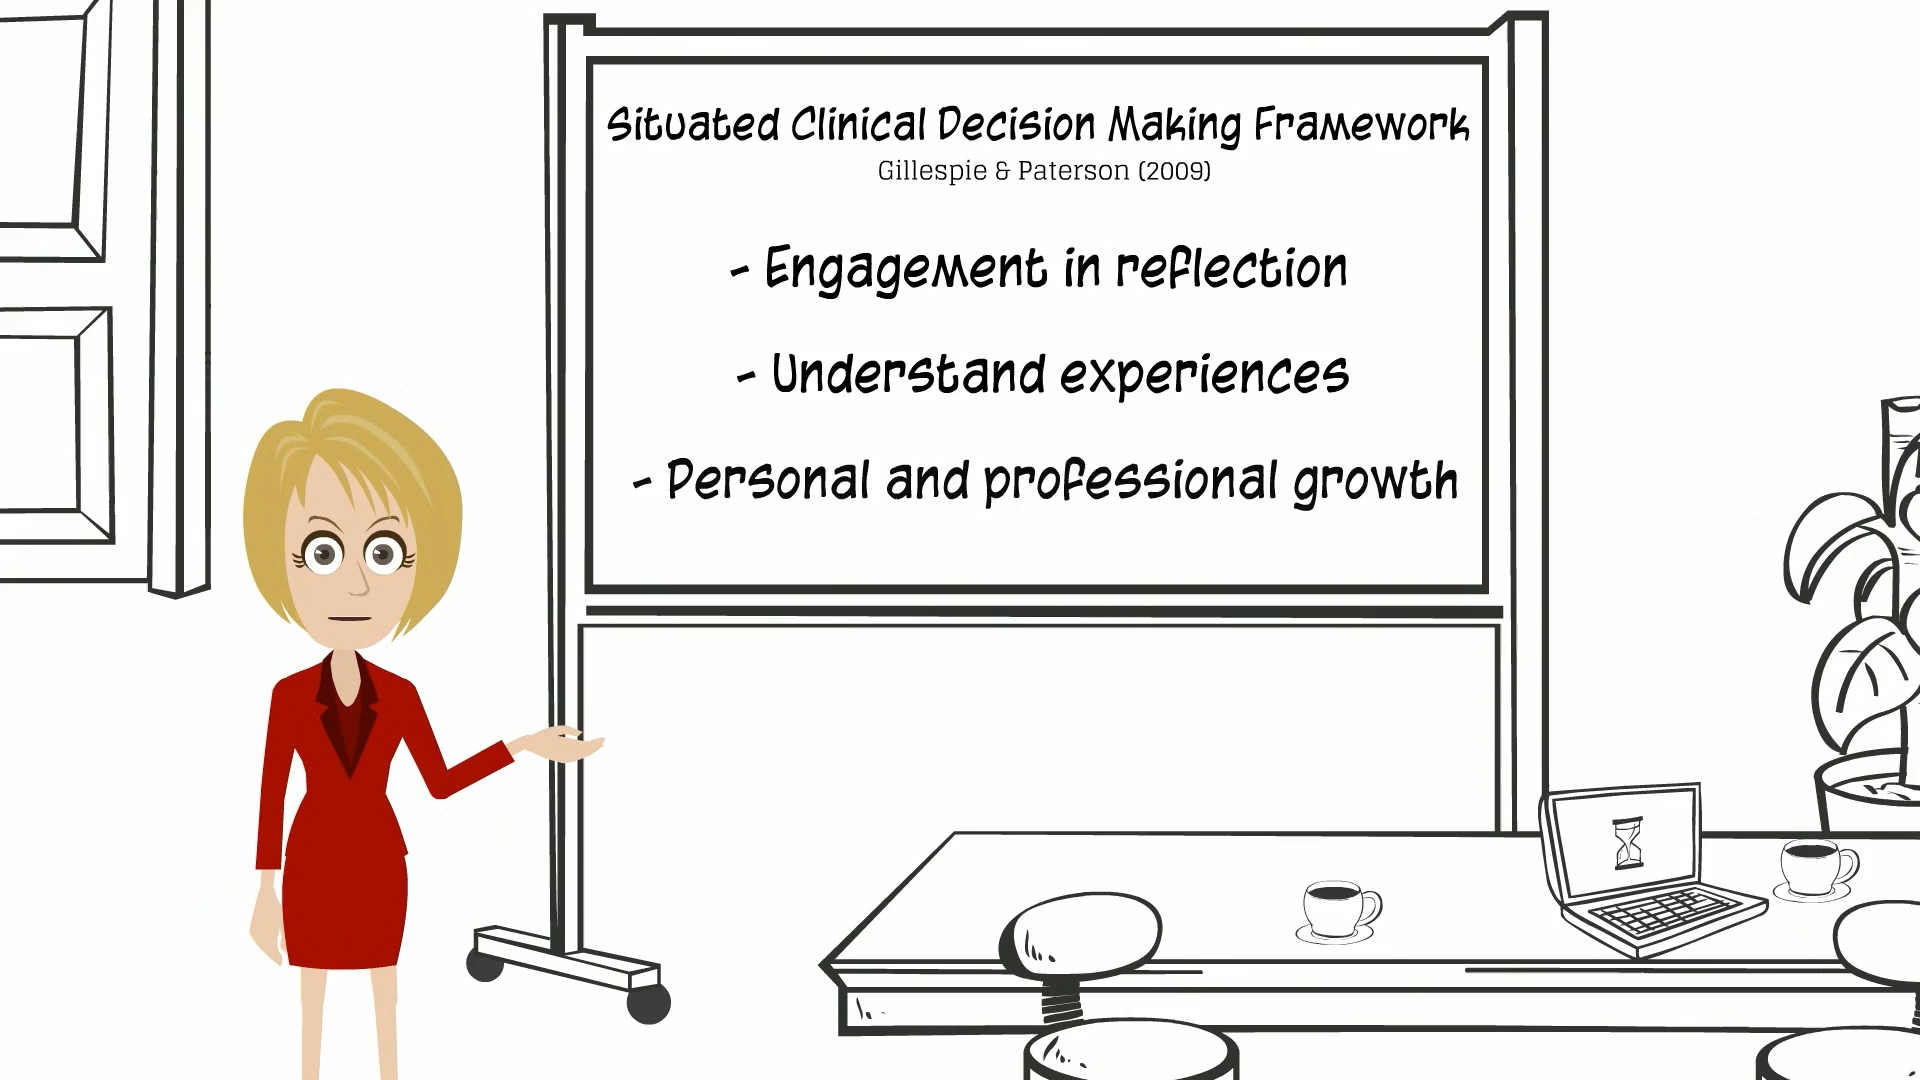 Situated Clinical Decision Making Framework
Gillespie & Paterson (2009)
- Engagement in reflection
- Understand experiences
- Personal and professional growth